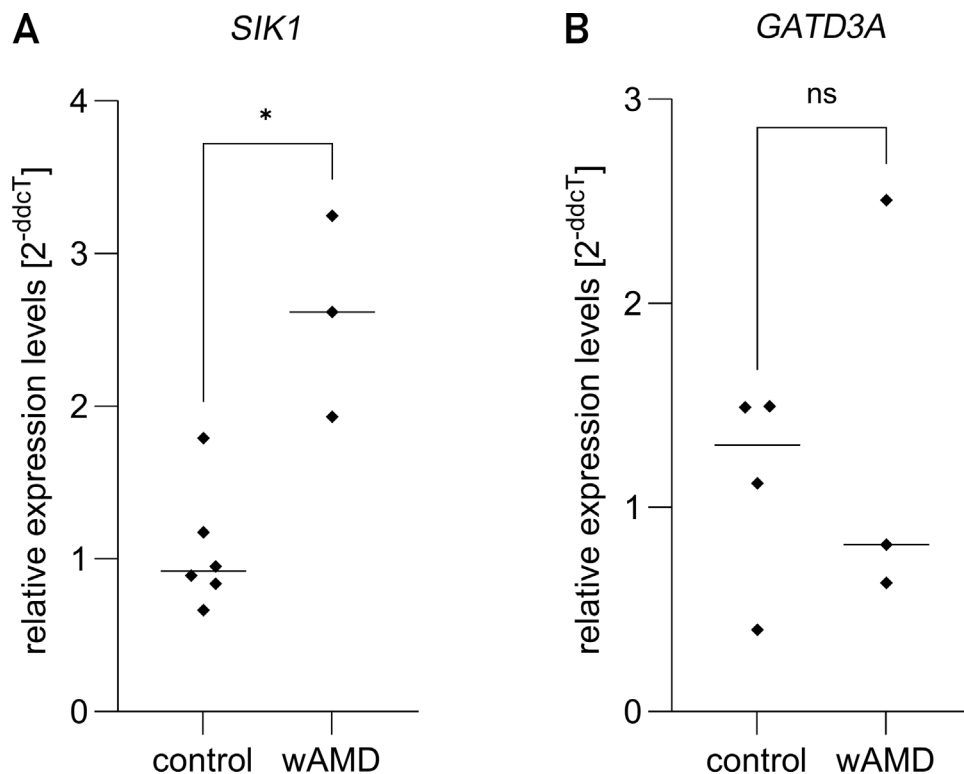 A
SIK1
relative expression levels [2^-ddcT]
4
3
2
1
0
*
control
wAMD
B
GATD3A
relative expression levels [2^-ddcT]
3
2
1
0
ns
control
wAMD